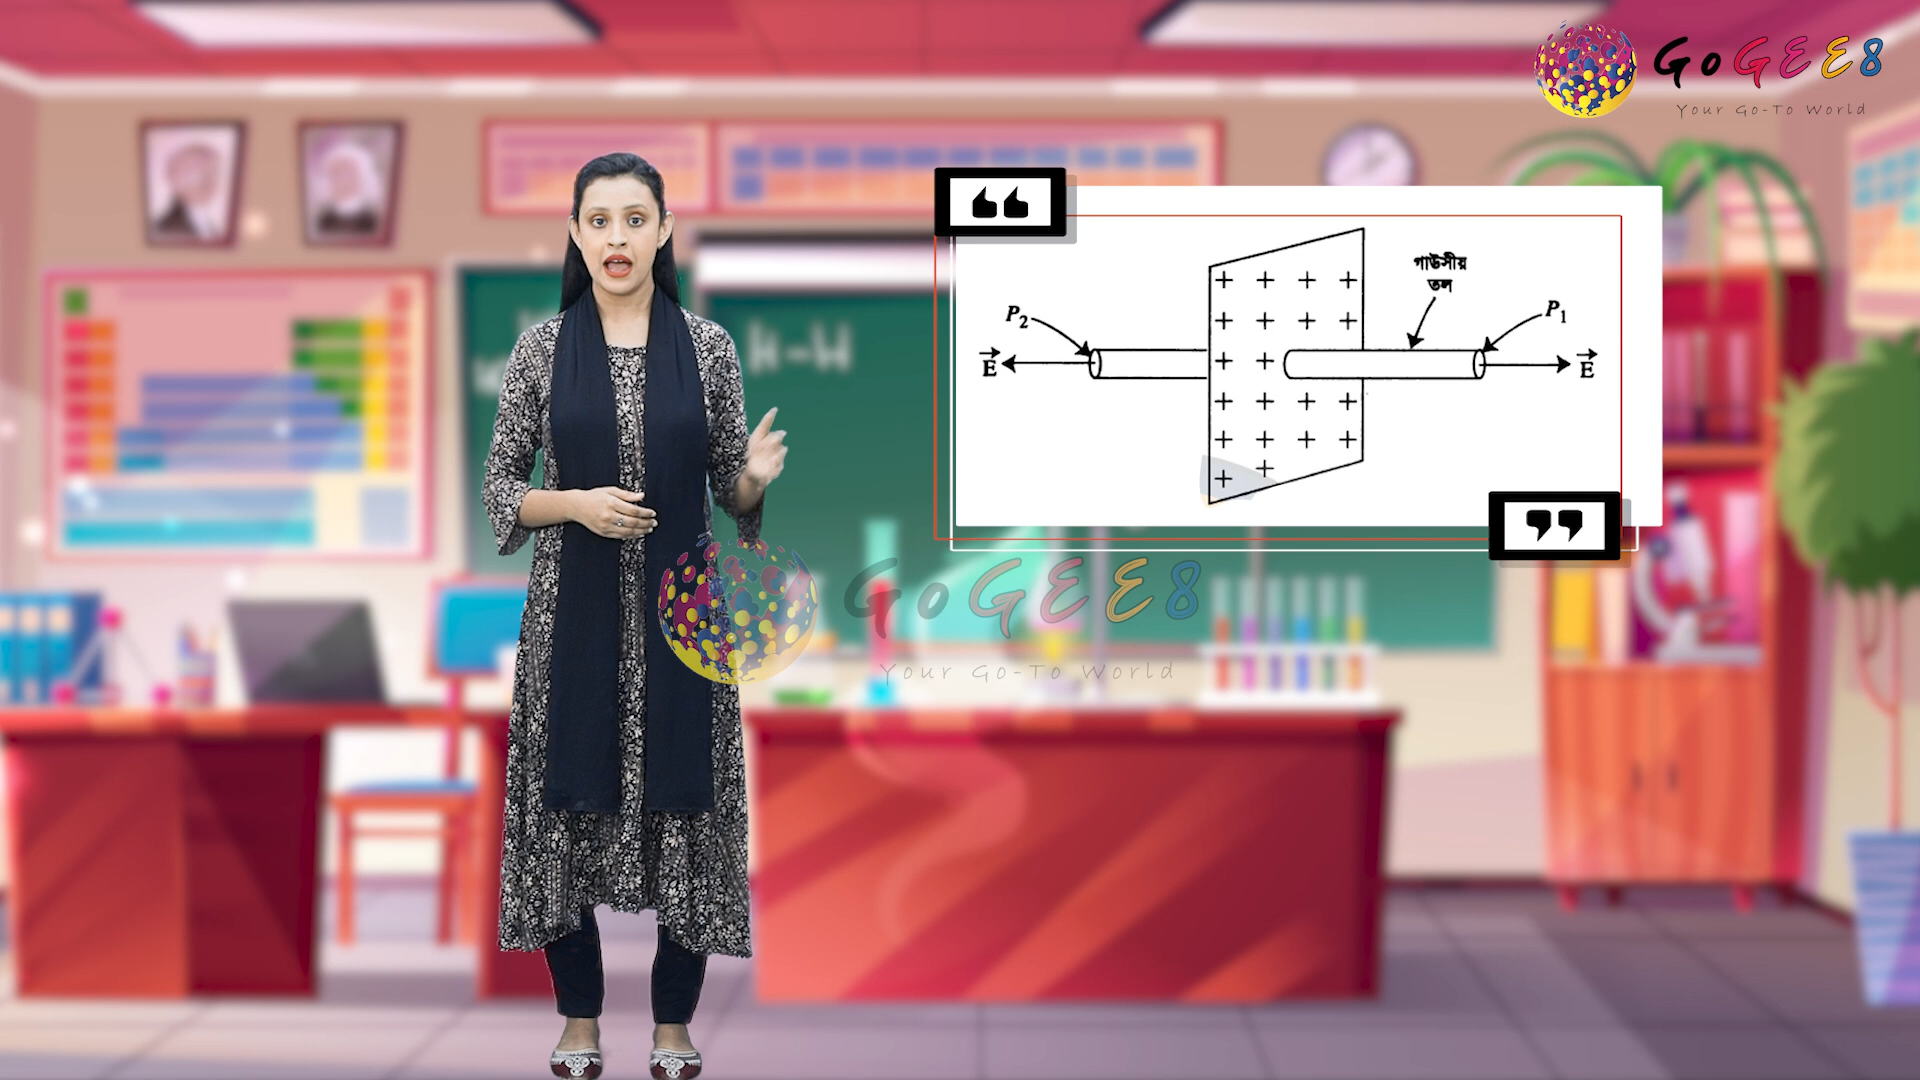 GoGEE8
Your Go-To World
❝
গাউসীয়
তল
P₂
P₁
E⃗
E⃗
+ + + +
+ + + +
+ +
+ + + +
+ + + +
+ +
❞
H-H
GoGEE8
Your Go-To World